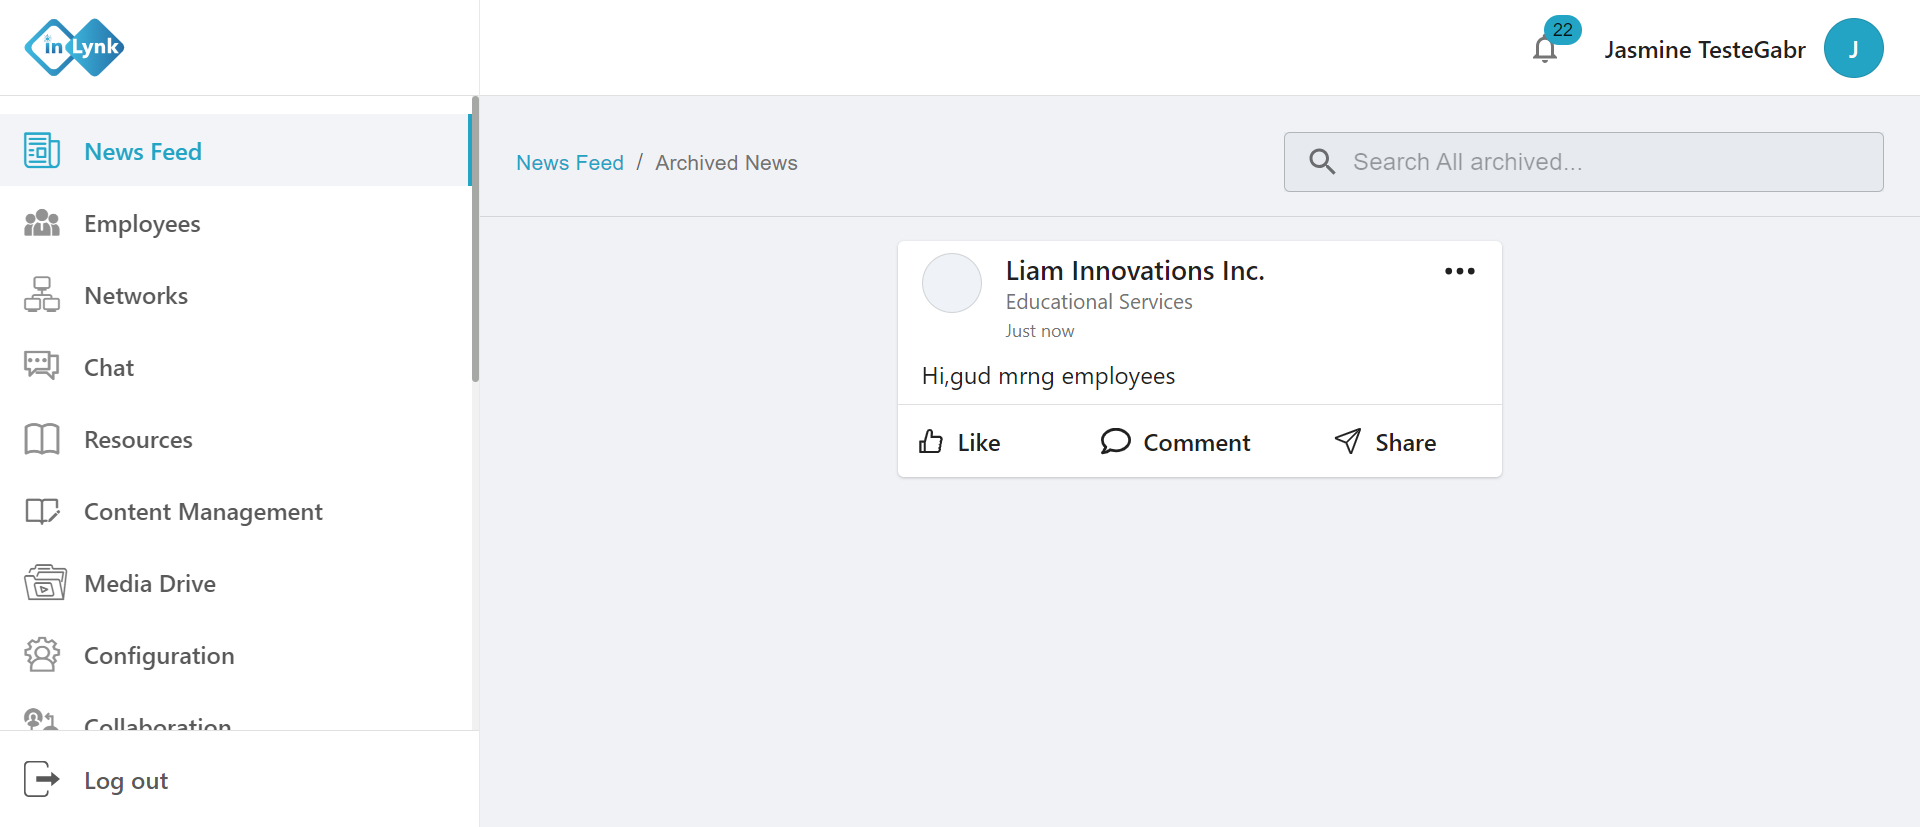 in Lynk
22
Jasmine TesteGabr
J
News Feed
Employees
Networks
Chat
Resources
Content Management
Media Drive
Configuration
Collaboration
Log out
News Feed / Archived News
Search All archived...
Liam Innovations Inc.
Educational Services
Just now
Hi,gud mrng employees
Like
Comment
Share